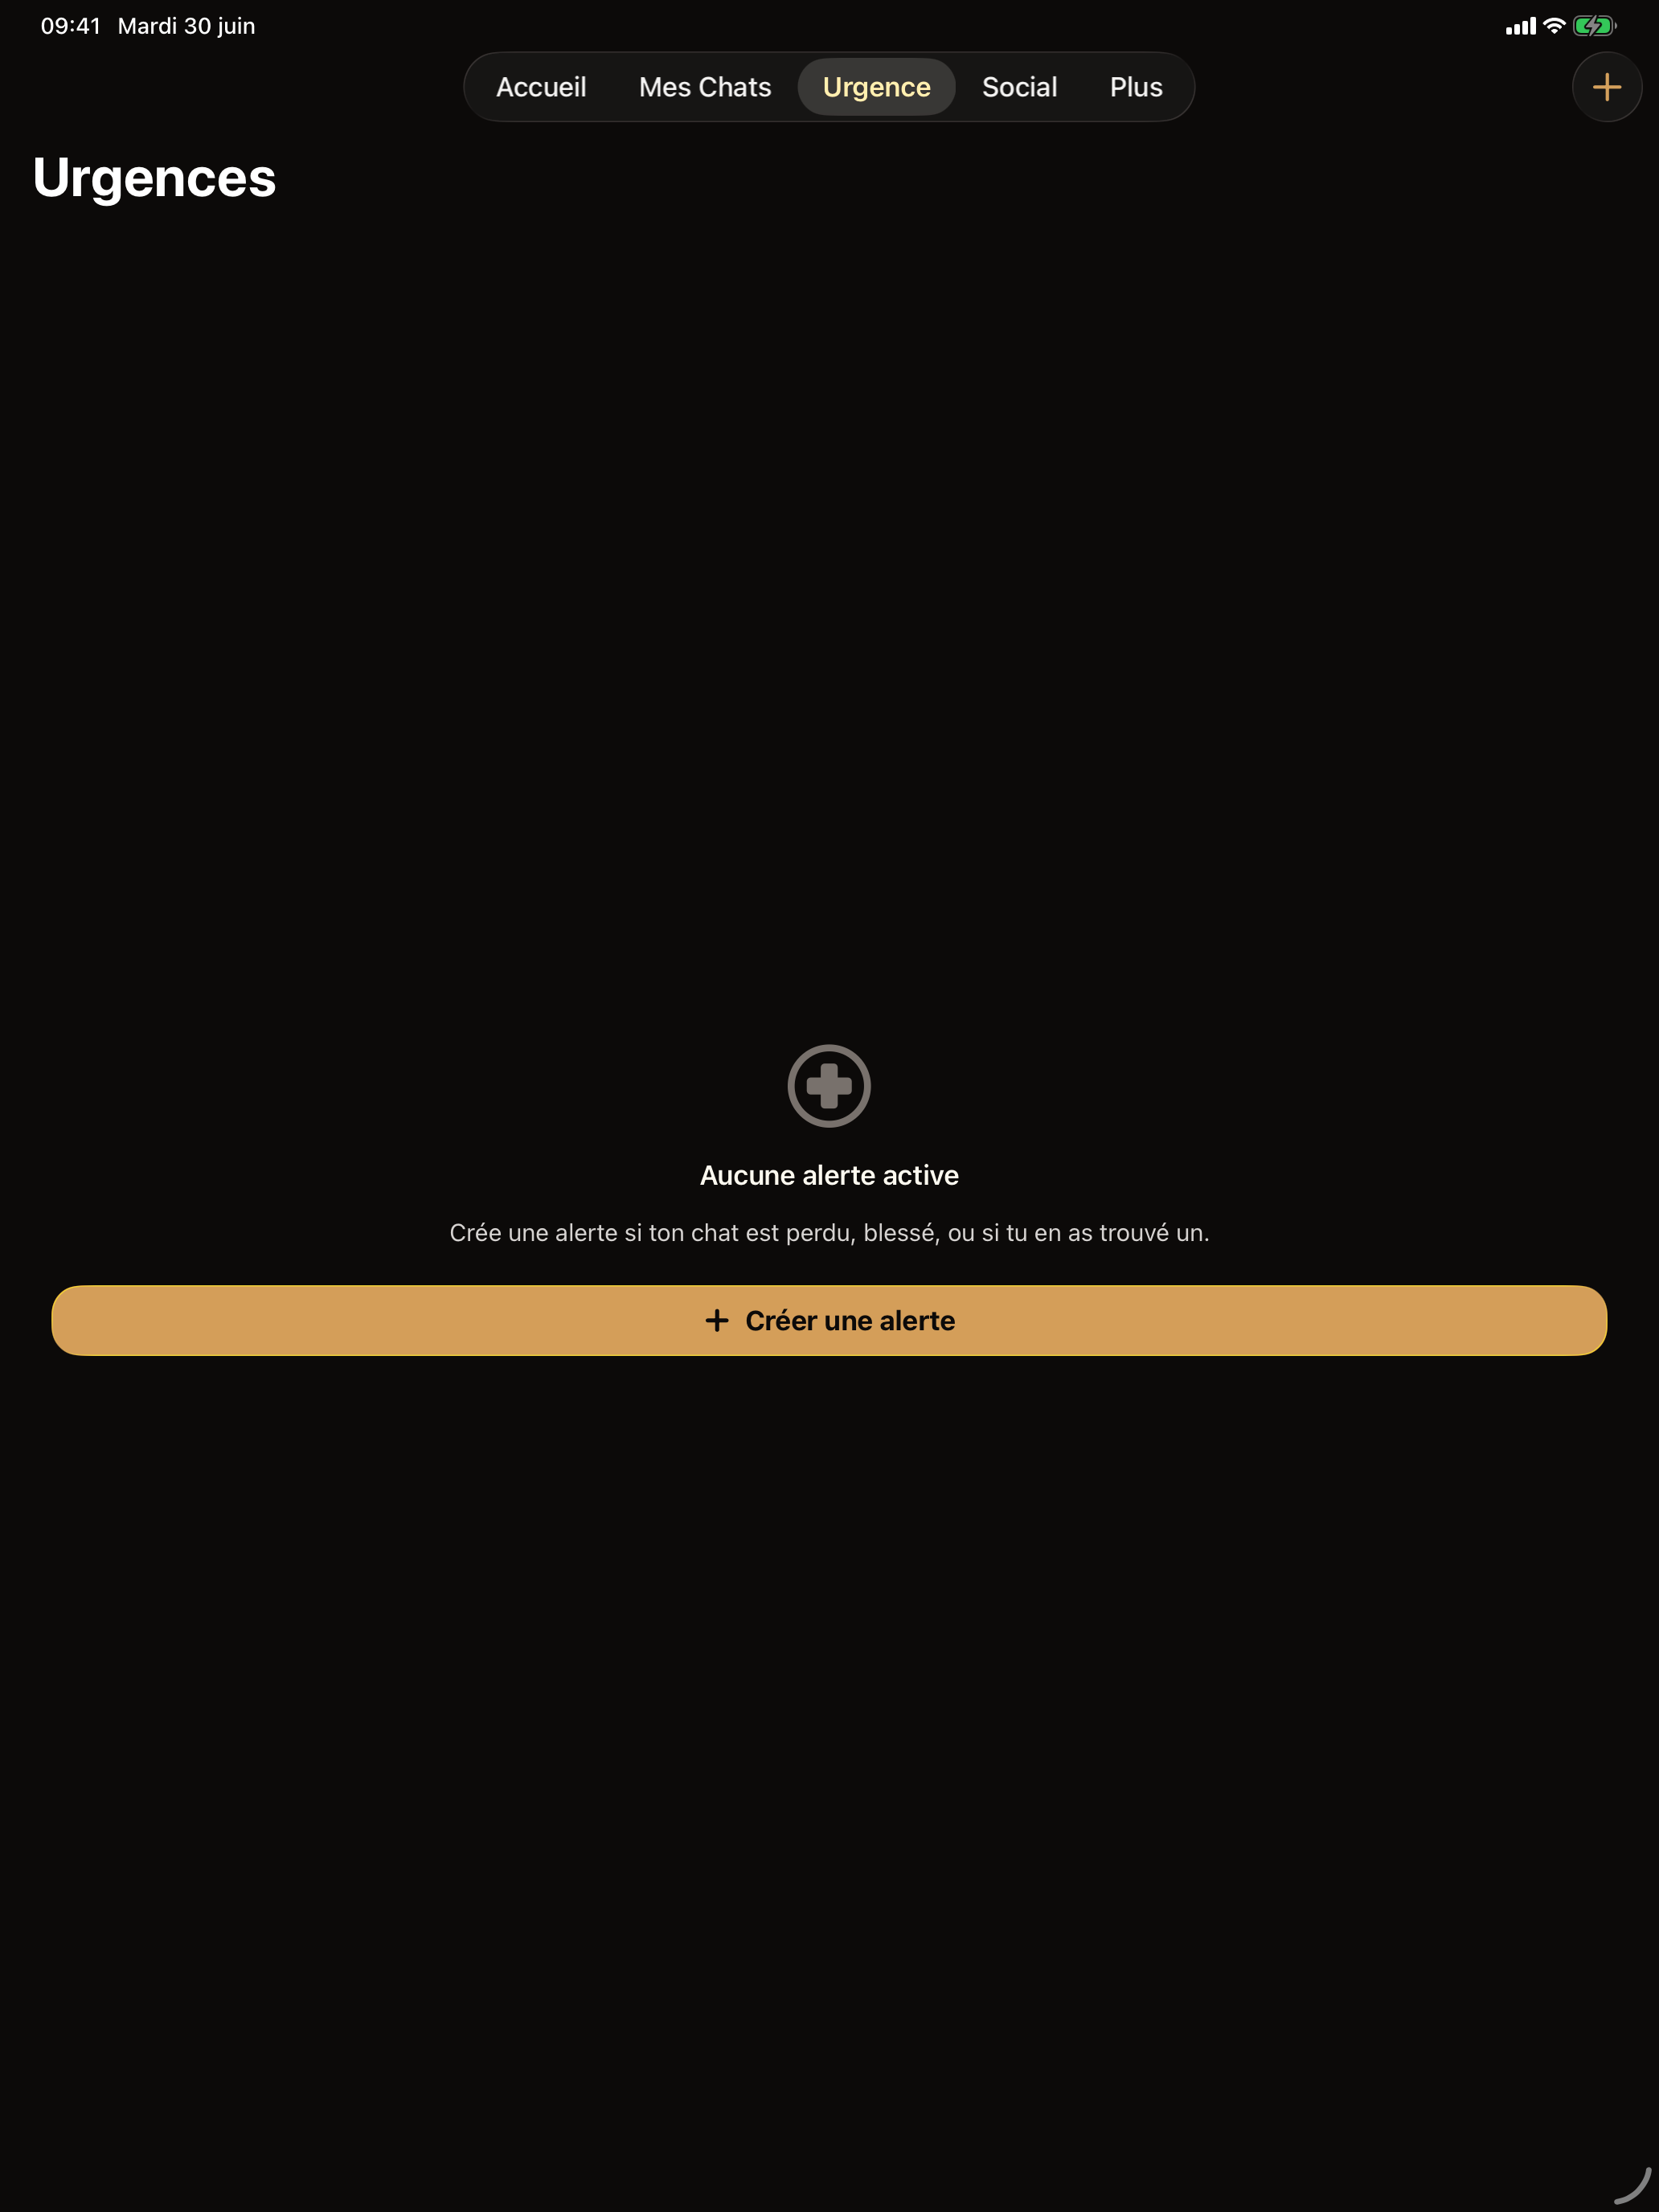 09:41 Mardi 30 juin
Accueil Mes Chats Urgence Social Plus
Urgences
Aucune alerte active
Crée une alerte si ton chat est perdu, blessé, ou si tu en as trouvé un.
Créer une alerte